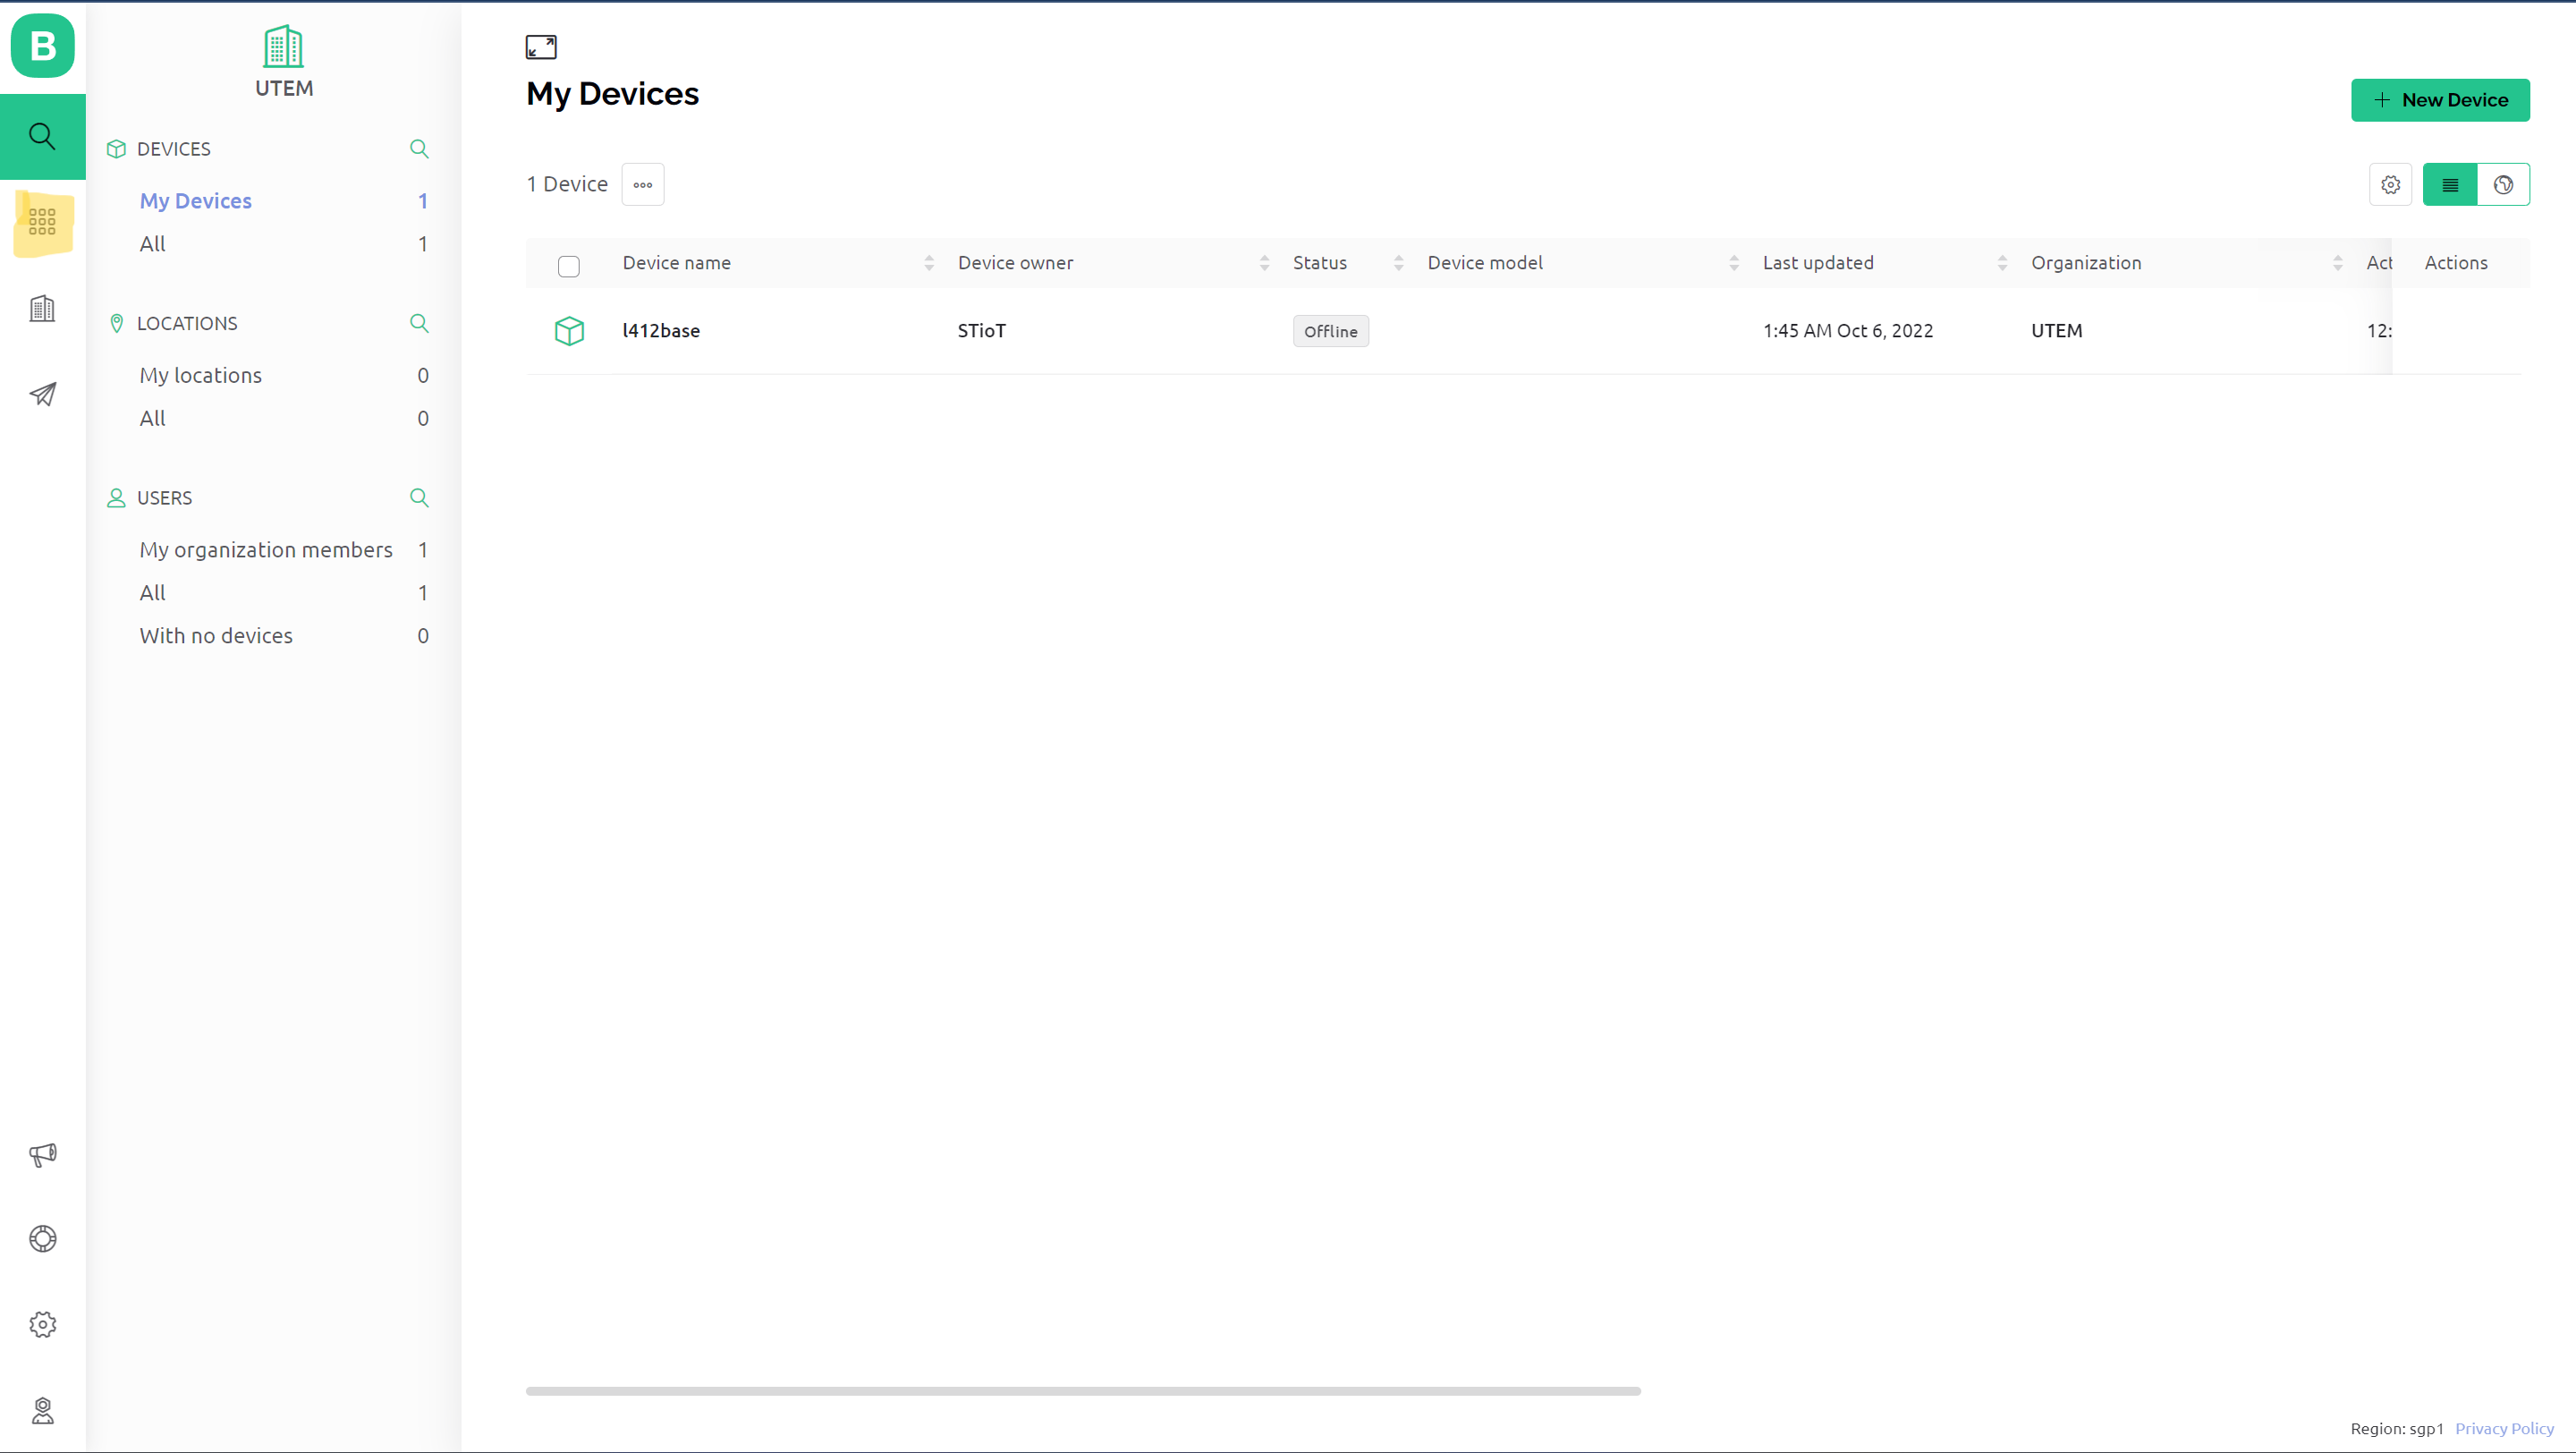 B
UTEM
DEVICES
My Devices 1
All 1
LOCATIONS
My locations 0
All 0
USERS
My organization members 1
All 1
With no devices 0
My Devices
New Device
1 Device
Device name Device owner Status Device model Last updated Organization Act Actions
l412base STioT Offline 1:45 AM Oct 6, 2022 UTEM 12:
Region: sgp1 Privacy Policy